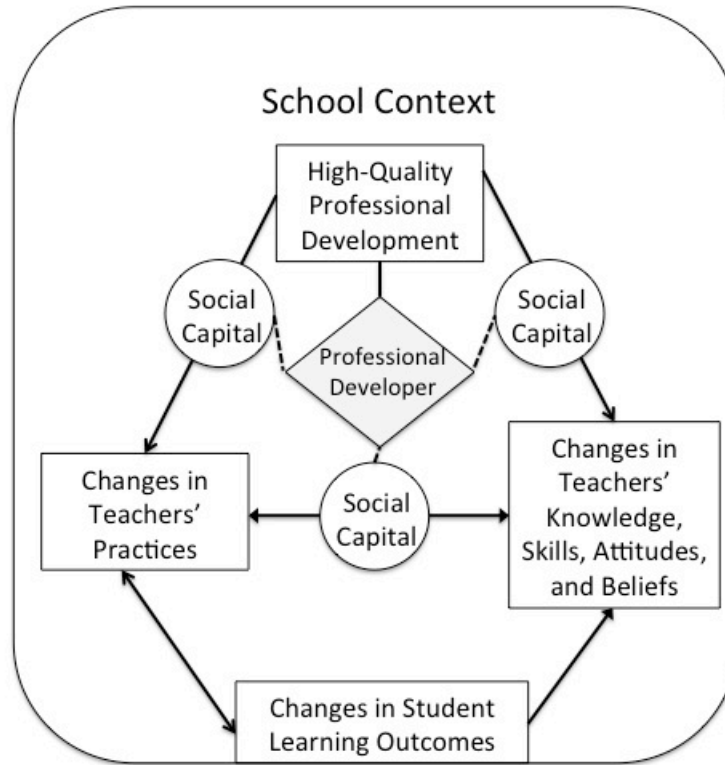 School Context
High-Quality
Professional
Development
Social
Capital
Social
Capital
Professional
Developer
Changes in
Teachers’
Practices
Social
Capital
Changes in
Teachers’
Knowledge,
Skills, Attitudes,
and Beliefs
Changes in Student
Learning Outcomes